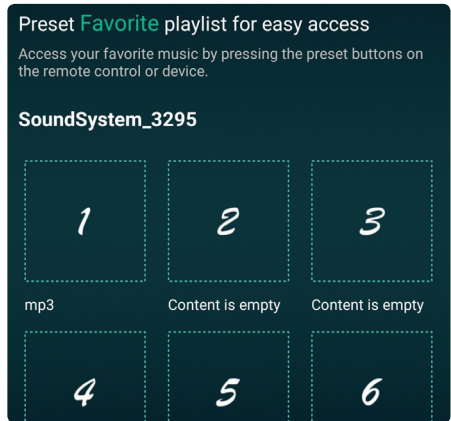 Preset Favorite playlist for easy access
Access your favorite music by pressing the preset buttons on
the remote control or device.
SoundSystem_3295
1 2 3
mp3 Content is empty Content is empty
4 5 6